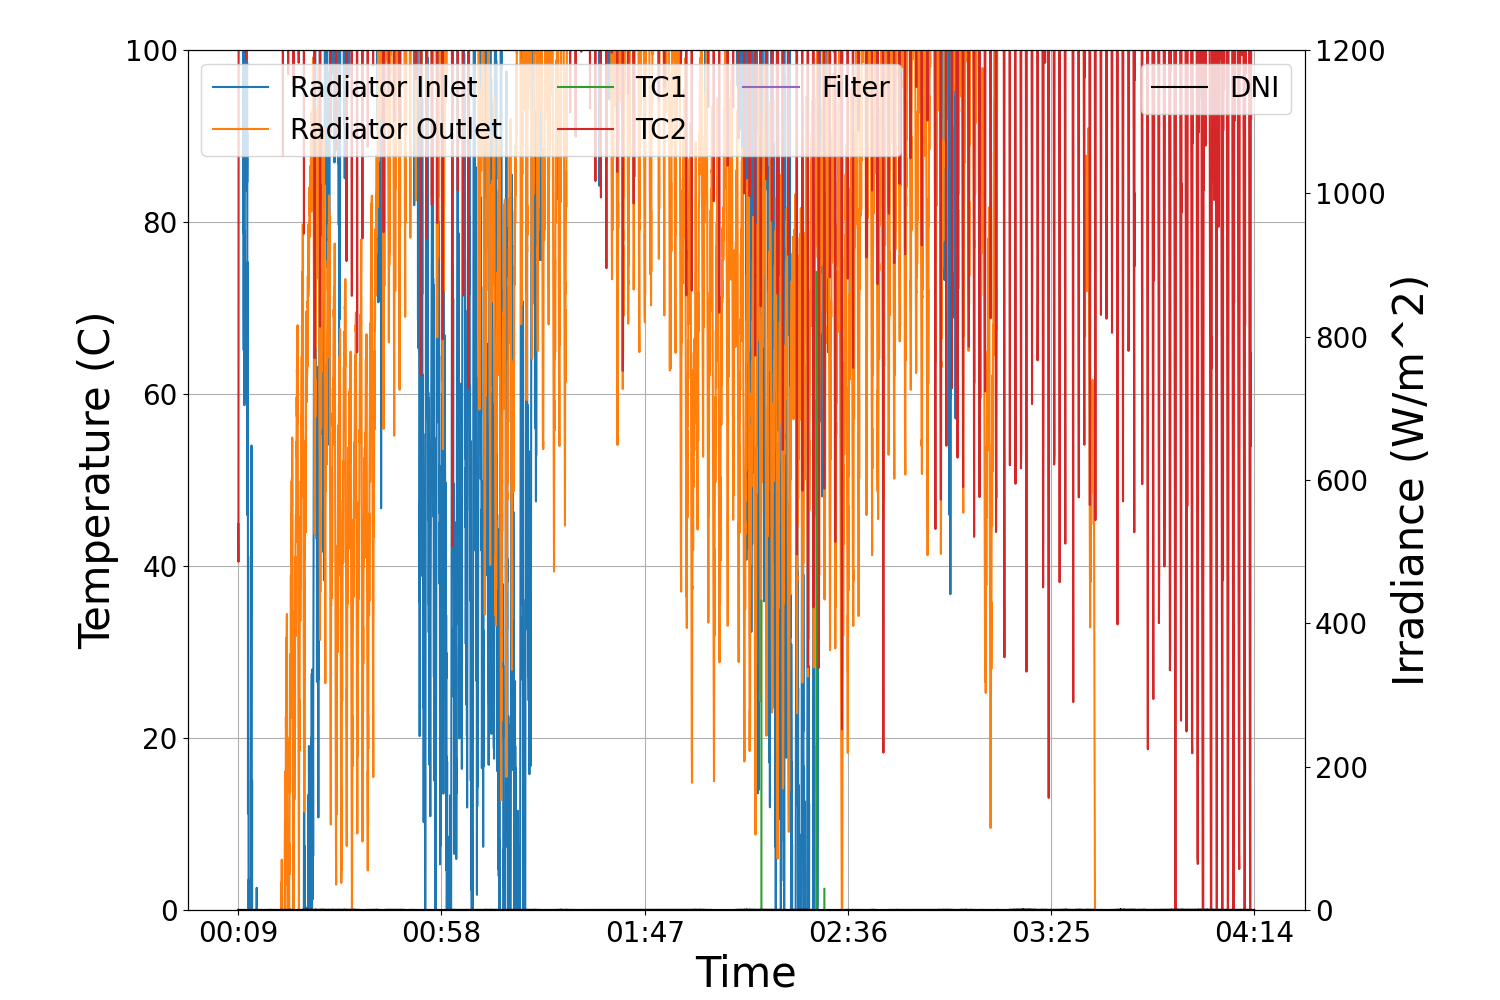 100
80
60
40
20
0
Temperature (C)
Radiator Inlet
Radiator Outlet
TC1
TC2
Filter
DNI
1200
1000
800
600
400
200
0
Irradiance (W/m^2)
00:09
00:58
01:47
02:36
03:25
04:14
Time